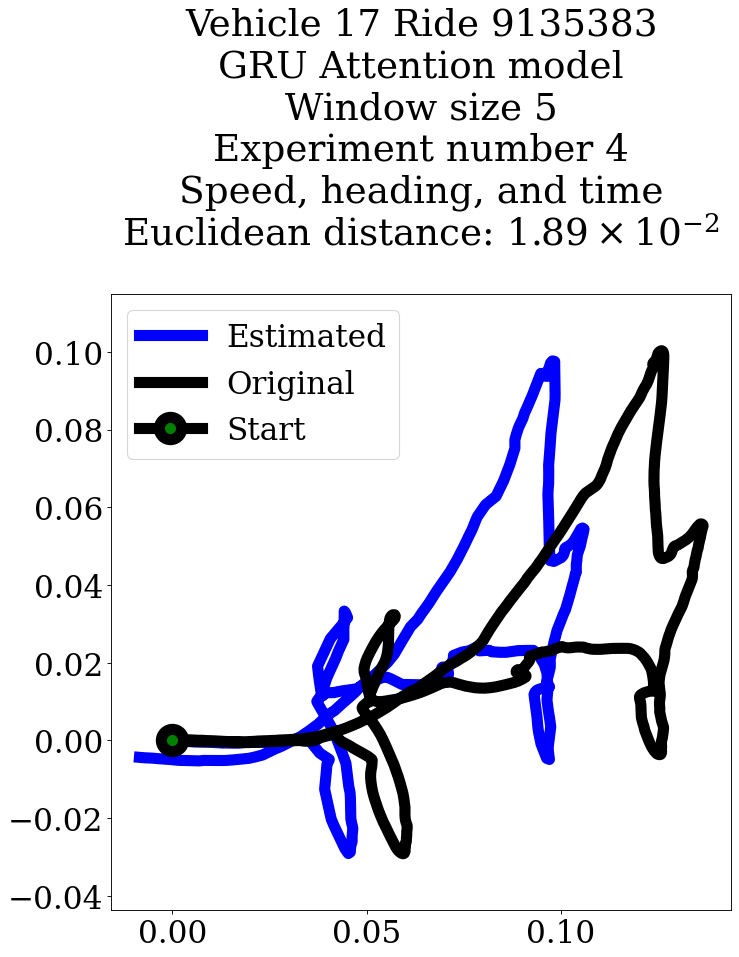 Vehicle 17 Ride 9135383
GRU Attention model
Window size 5
Experiment number 4
Speed, heading, and time
Euclidean distance: 1.89 × 10⁻²
Estimated
Original
Start
0.10
0.08
0.06
0.04
0.02
0.00
−0.02
−0.04
0.00 0.05 0.10